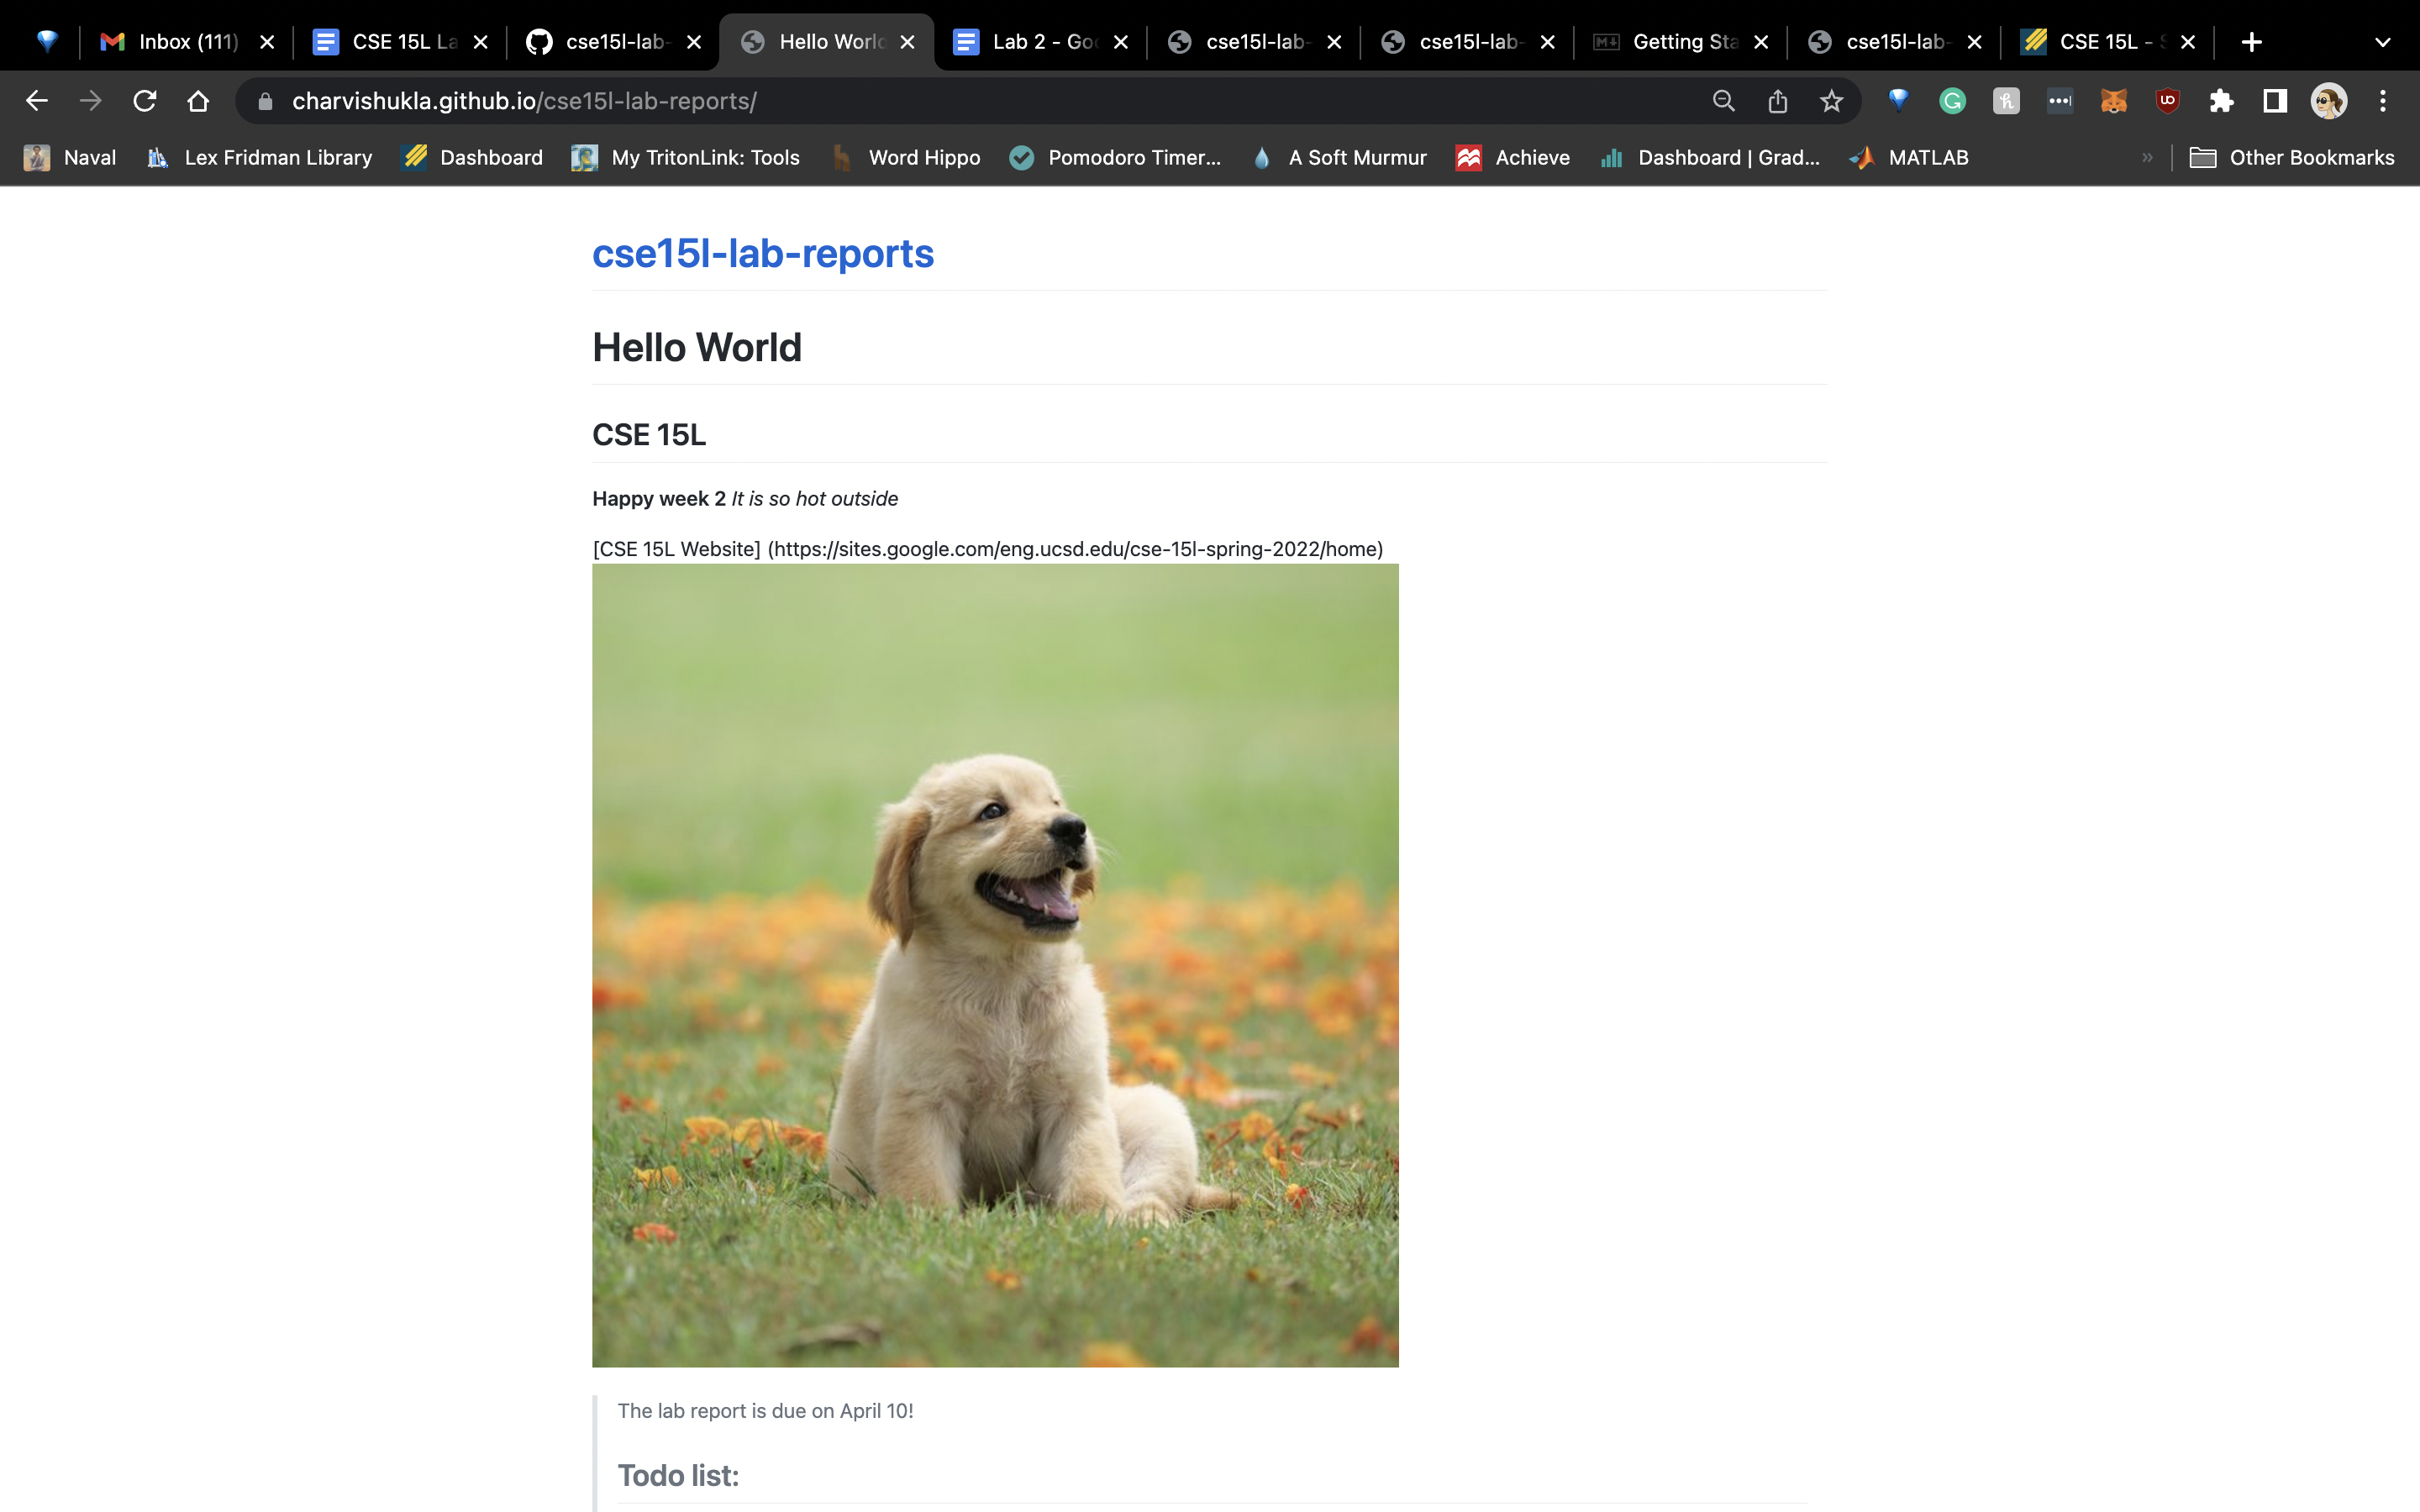 Inbox (111)
CSE 15L La
cse15l-lab-
Hello World
Lab 2 - Goo
cse15l-lab-
cse15l-lab-
Getting Sta
cse15l-lab-
CSE 15L - S
charvishukla.github.io/cse15l-lab-reports/
Naval
Lex Fridman Library
Dashboard
My TritonLink: Tools
Word Hippo
Pomodoro Timer...
A Soft Murmur
Achieve
Dashboard | Grad...
MATLAB
»
Other Bookmarks
cse15l-lab-reports
Hello World
CSE 15L
Happy week 2 It is so hot outside
[CSE 15L Website] (https://sites.google.com/eng.ucsd.edu/cse-15l-spring-2022/home)
The lab report is due on April 10!
Todo list: